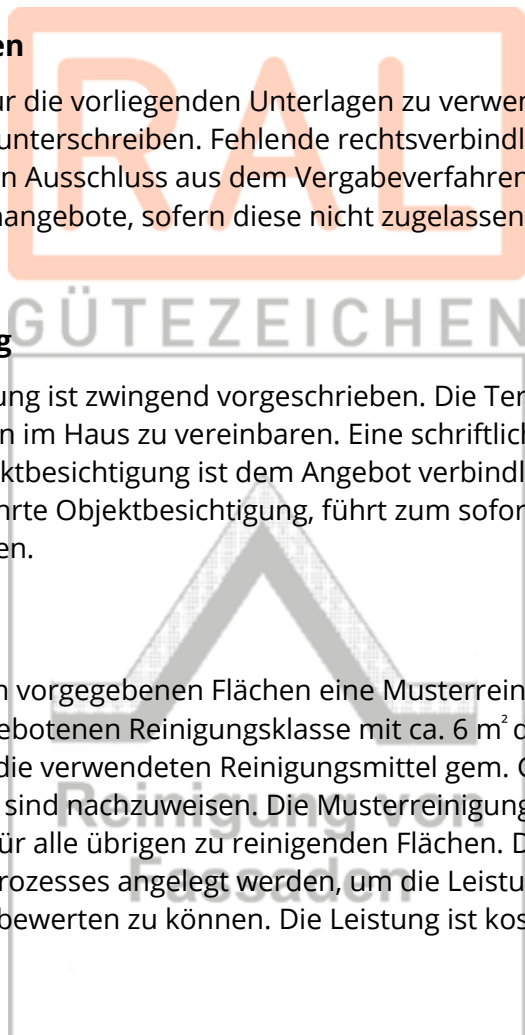 RAL
en
ur die vorliegenden Unterlagen zu verwen
unterschreiben. Fehlende rechtsverbindl
n Ausschluss aus dem Vergabeverfahren
nangebote, sofern diese nicht zugelassen
GÜTEZEICHEN
g
ung ist zwingend vorgeschrieben. Die Ter
n im Haus zu vereinbaren. Eine schriftlich
ktbesichtigung ist dem Angebot verbindl
hrte Objektbesichtigung, führt zum sofor
en.
n vorgegebenen Flächen eine Musterrein
ebotenen Reinigungsklasse mit ca. 6 m² d
die verwendeten Reinigungsmittel gem. G
sind nachzuweisen. Die Musterreinigung
Reinigung von
für alle übrigen zu reinigenden Flächen. D
Fassaden
rozesses angelegt werden, um die Leistu
bewerten zu können. Die Leistung ist kos